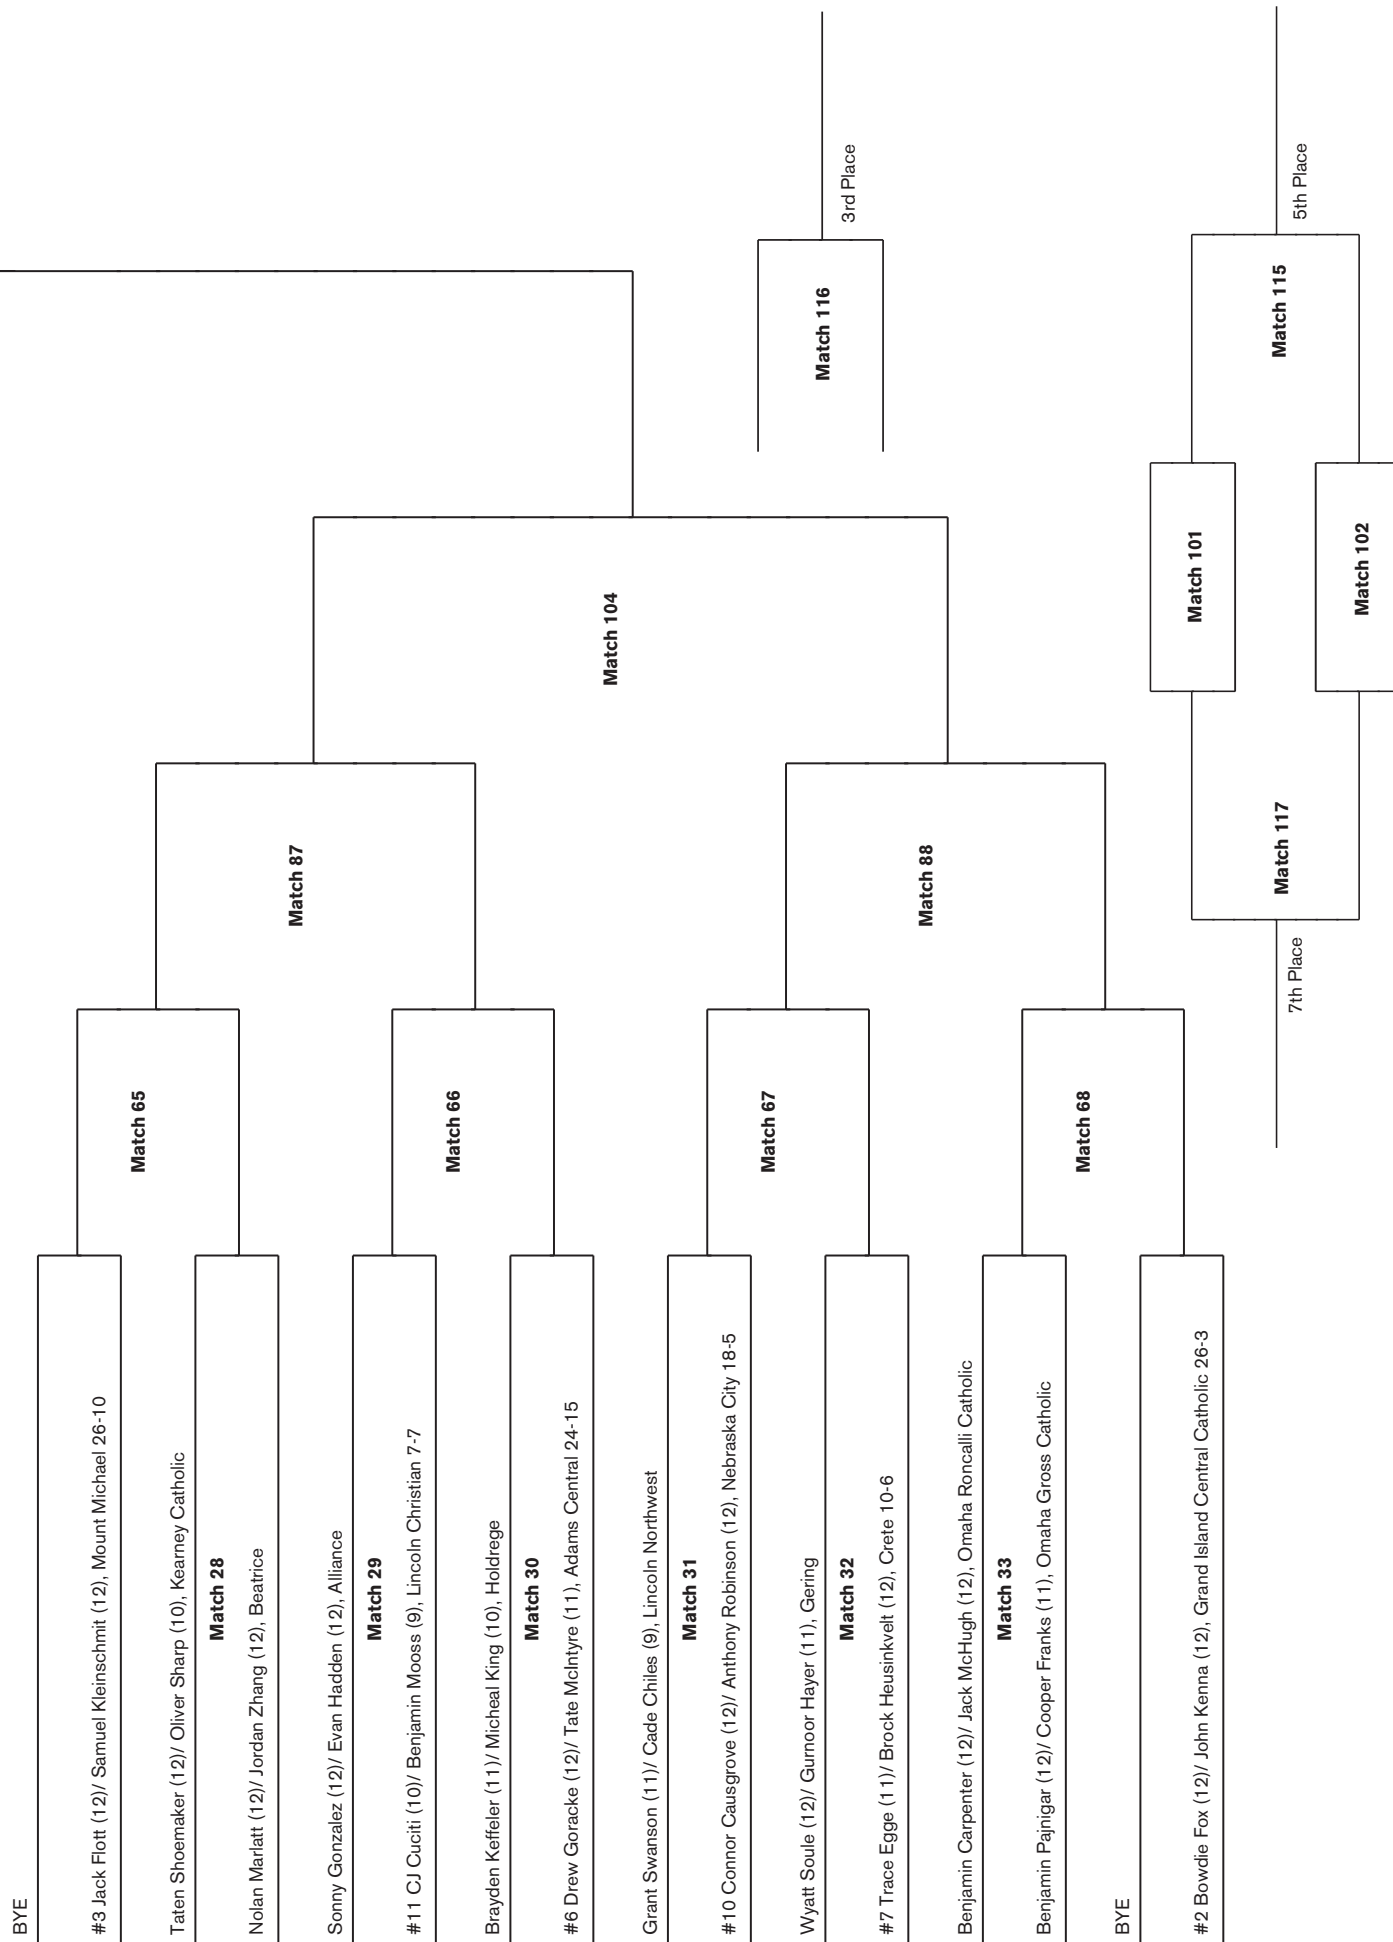 BYE
#3 Jack Flott (12)/ Samuel Kleinschmit (12), Mount Michael 26-10
Taten Shoemaker (12)/ Oliver Sharp (10), Kearney Catholic
Match 28
Nolan Marlatt (12)/ Jordan Zhang (12), Beatrice
Sonny Gonzalez (12)/ Evan Hadden (12), Alliance
Match 29
#11 CJ Cuciti (10)/ Benjamin Mooss (9), Lincoln Christian 7-7
Brayden Keffeler (11)/ Micheal King (10), Holdrege
Match 30
#6 Drew Goracke (12)/ Tate McIntyre (11), Adams Central 24-15
Grant Swanson (11)/ Cade Chiles (9), Lincoln Northwest
Match 31
#10 Connor Causgrove (12)/ Anthony Robinson (12), Nebraska City 18-5
Wyatt Soule (12)/ Gurnoor Hayer (11), Gering
Match 32
#7 Trace Egge (11)/ Brock Heusinkvelt (12), Crete 10-6
Benjamin Carpenter (12)/ Jack McHugh (12), Omaha Roncalli Catholic
Match 33
Benjamin Pajnigar (12)/ Cooper Franks (11), Omaha Gross Catholic
BYE
#2 Bowdie Fox (12)/ John Kenna (12), Grand Island Central Catholic 26-3
Match 65
Match 66
Match 67
Match 68
Match 87
Match 88
Match 104
Match 116
3rd Place
7th Place
Match 117
Match 101
Match 102
Match 115
5th Place